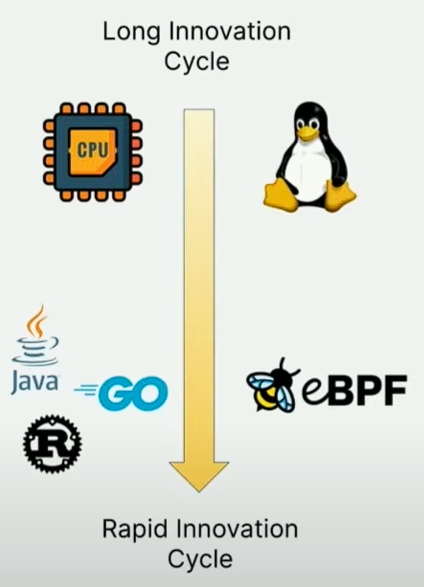 Long Innovation
Cycle
CPU
Java
GO
R
eBPF
Rapid Innovation
Cycle